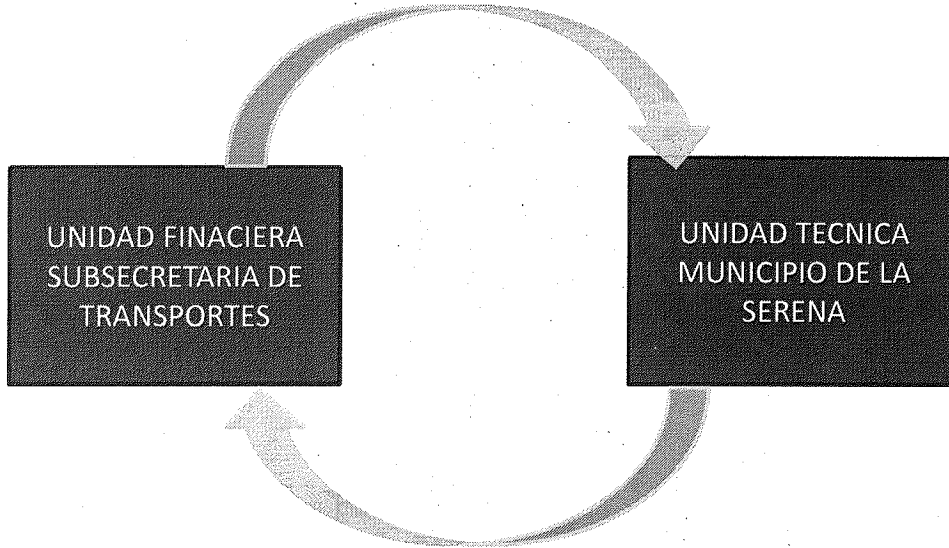 UNIDAD FINACIERA
SUBSECRETARIA DE
TRANSPORTES
UNIDAD TECNICA
MUNICIPIO DE LA
SERENA